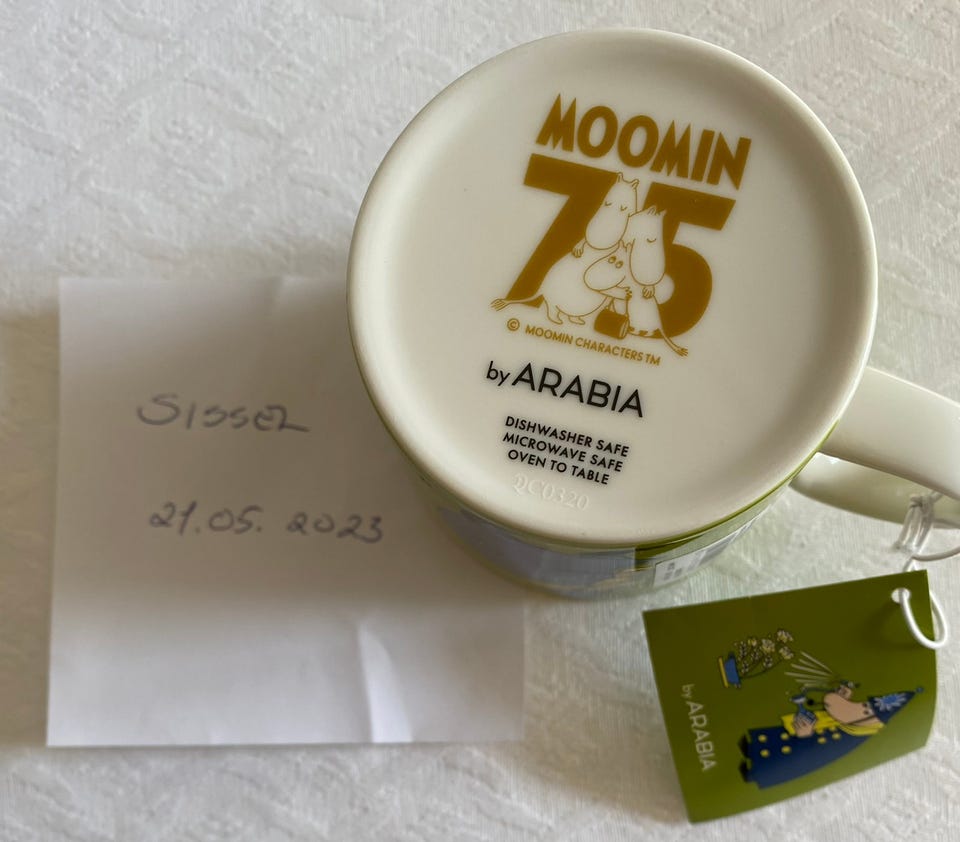 SISSEL
21.05.2023
MOOMIN
75
© MOOMIN CHARACTERS TM
by ARABIA
DISHWASHER SAFE
MICROWAVE SAFE
OVEN TO TABLE
QC0320
by ARABIA